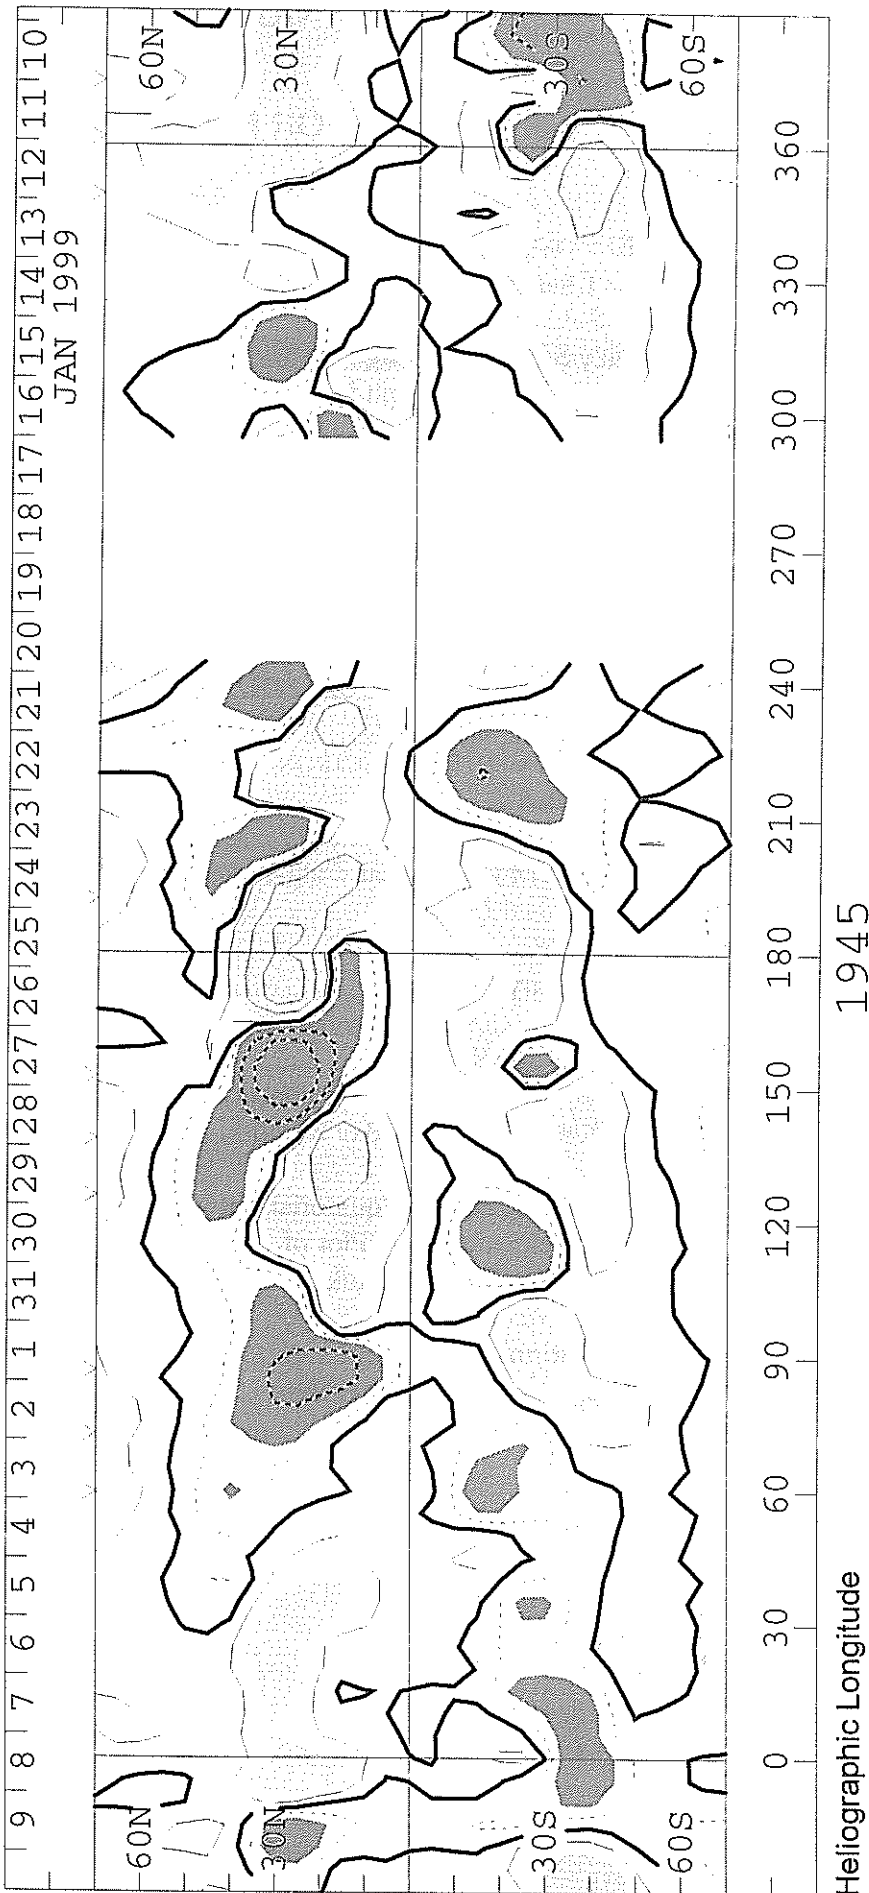 9 8 7 6 5 4 3 2 1 31 30 29 28 27 26 25 24 23 22 21 20 19 18 17 16 15 14 13 12 11 10
JAN 1999
60N 60N
30N 30N
30S 30S
60S 60S
0 30 60 90 120 150 180 210 240 270 300 330 360
Heliographic Longitude 1945